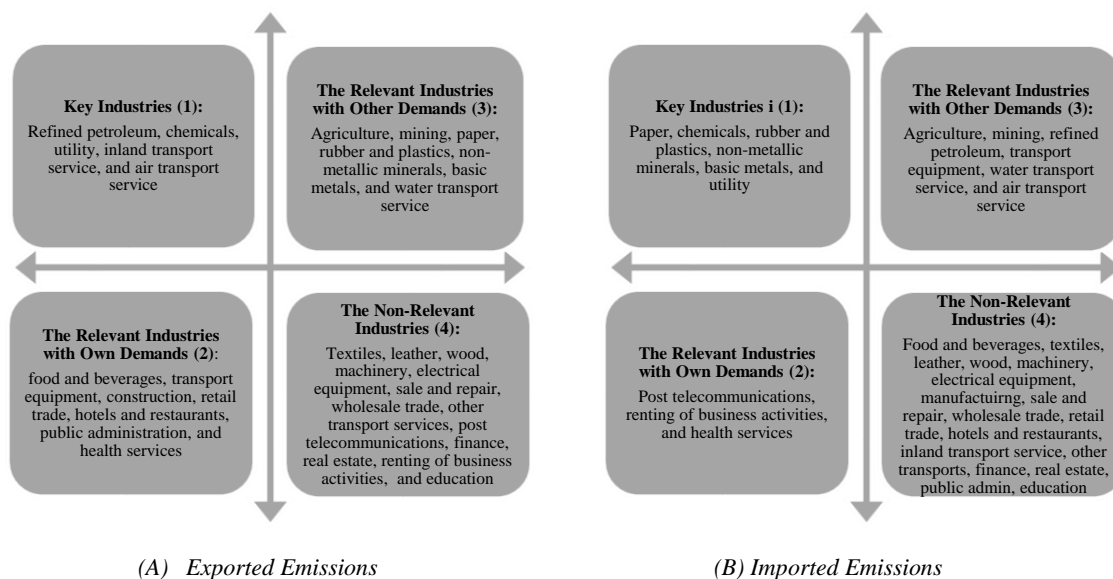 Key Industries (1):
Refined petroleum, chemicals,
utility, inland transport
service, and air transport
service
The Relevant Industries
with Other Demands (3):
Agriculture, mining, paper,
rubber and plastics, non-
metallic minerals, basic
metals, and water transport
service
The Relevant Industries
with Own Demands (2):
food and beverages, transport
equipment, construction, retail
trade, hotels and restaurants,
public administration, and
health services
The Non-Relevant
Industries (4):
Textiles, leather, wood,
machinery, electrical
equipment, sale and repair,
wholesale trade, other
transport services, post
telecommunications, finance,
real estate, renting of business
activities, and education
(A) Exported Emissions
Key Industries i (1):
Paper, chemicals, rubber and
plastics, non-metallic
minerals, basic metals, and
utility
The Relevant Industries
with Other Demands (3):
Agriculture, mining, refined
petroleum, transport
equipment, water transport
service, and air transport
service
The Relevant Industries
with Own Demands (2):
Post telecommunications,
renting of business activities,
and health services
The Non-Relevant
Industries (4):
Food and beverages, textiles,
leather, wood, machinery,
electrical equipment,
manufactuirng, sale and
repair, wholesale trade, retail
trade, hotels and restaurants,
inland transport service, other
transports, finance, real estate,
public admin, education
(B) Imported Emissions